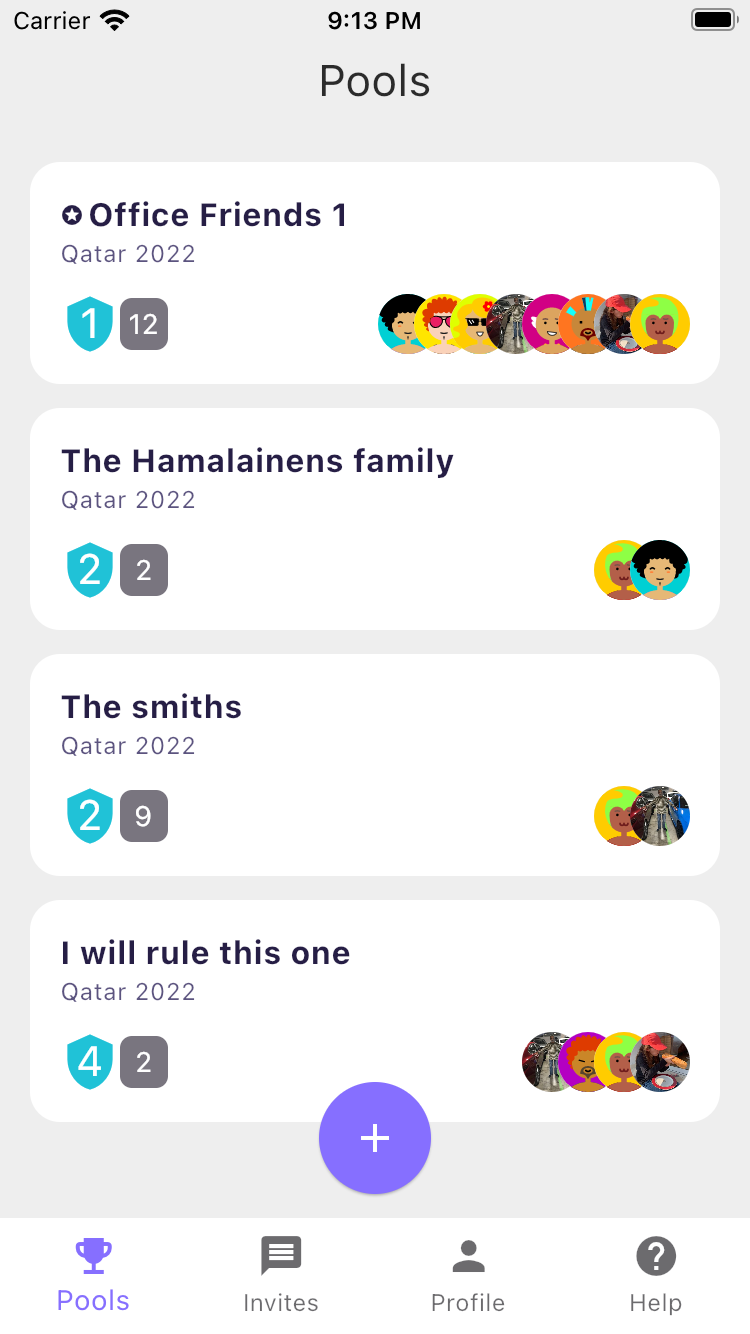 Carrier 9:13 PM
Pools
Office Friends 1
Qatar 2022
1 12
The Hamalainens family
Qatar 2022
2 2
The smiths
Qatar 2022
2 9
I will rule this one
Qatar 2022
4 2
+
Pools Invites Profile Help